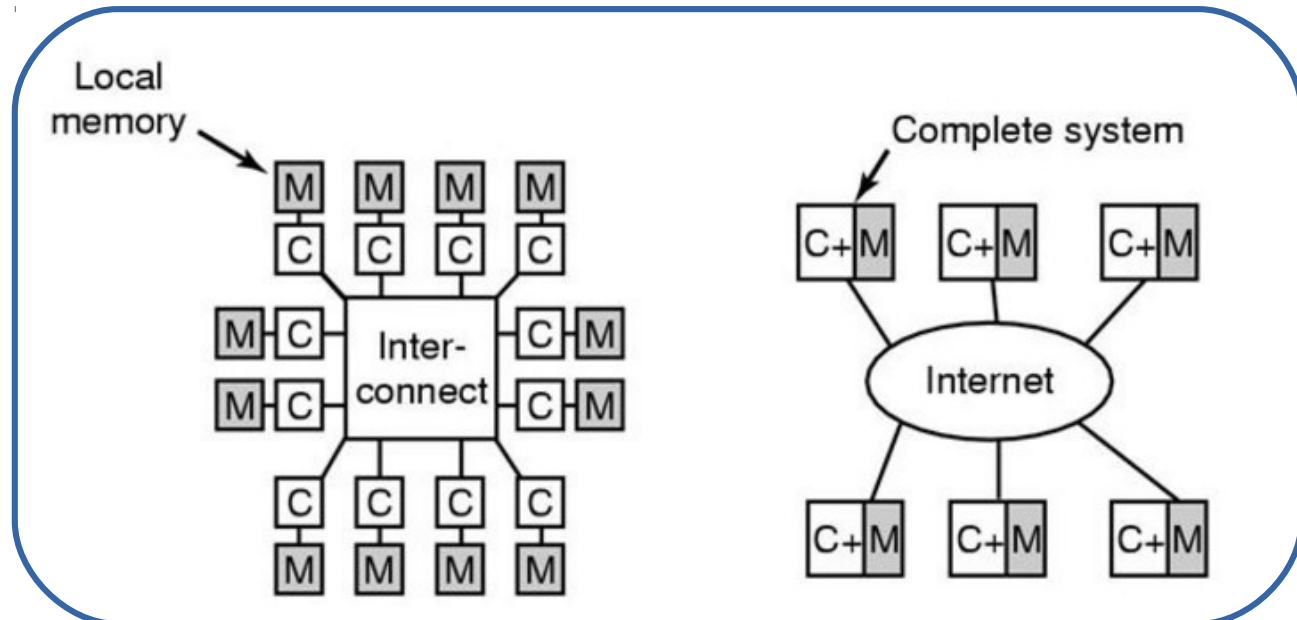 Local
memory
Complete system
M M M M
C C C C
C+ M C+ M C+ M
M C C M
Inter-
connect
M C C M
Internet
C C C C
M M M M
C+ M C+ M C+ M